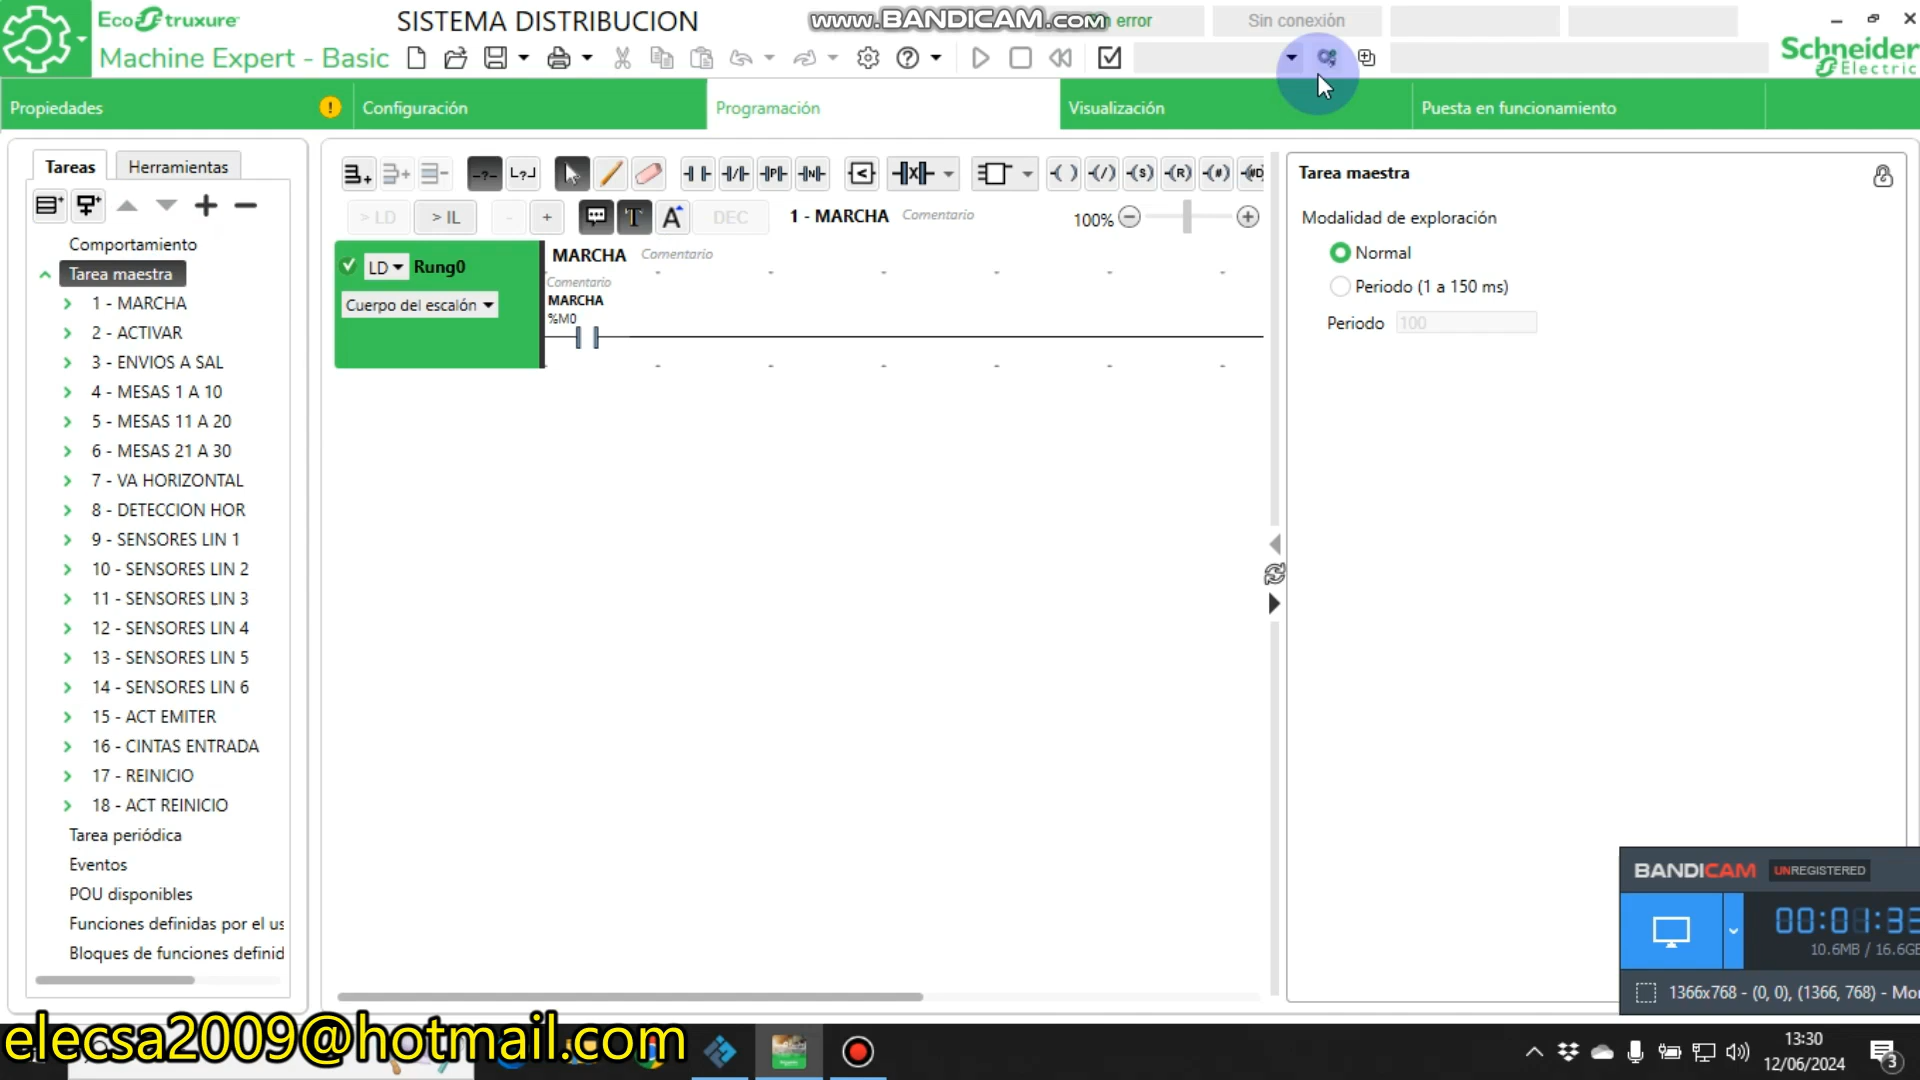 EcoStruxure
Machine Expert - Basic
SISTEMA DISTRIBUCION
www.BANDICAM.com
error
Sin conexión
Schneider
Electric
Propiedades
Configuración
Programación
Visualización
Puesta en funcionamiento
Tareas
Herramientas
Comportamiento
Tarea maestra
1 - MARCHA
2 - ACTIVAR
3 - ENVIOS A SAL
4 - MESAS 1 A 10
5 - MESAS 11 A 20
6 - MESAS 21 A 30
7 - VA HORIZONTAL
8 - DETECCION HOR
9 - SENSORES LIN 1
10 - SENSORES LIN 2
11 - SENSORES LIN 3
12 - SENSORES LIN 4
13 - SENSORES LIN 5
14 - SENSORES LIN 6
15 - ACT EMITER
16 - CINTAS ENTRADA
17 - REINICIO
18 - ACT REINICIO
Tarea periódica
Eventos
POU disponibles
Funciones definidas por el us
Bloques de funciones definid
> LD
> IL
DEC
1 - MARCHA
Comentario
100%
LD
Rung0
Cuerpo del escalón
MARCHA
Comentario
Comentario
MARCHA
%M0
Tarea maestra
Modalidad de exploración
Normal
Periodo (1 a 150 ms)
Periodo
100
BANDICAM
UNREGISTERED
00:01:33
10.6MB / 16.6GB
1366x768 - (0, 0), (1366, 768) - Mo
elecsa2009@hotmail.com
13:30
12/06/2024
3